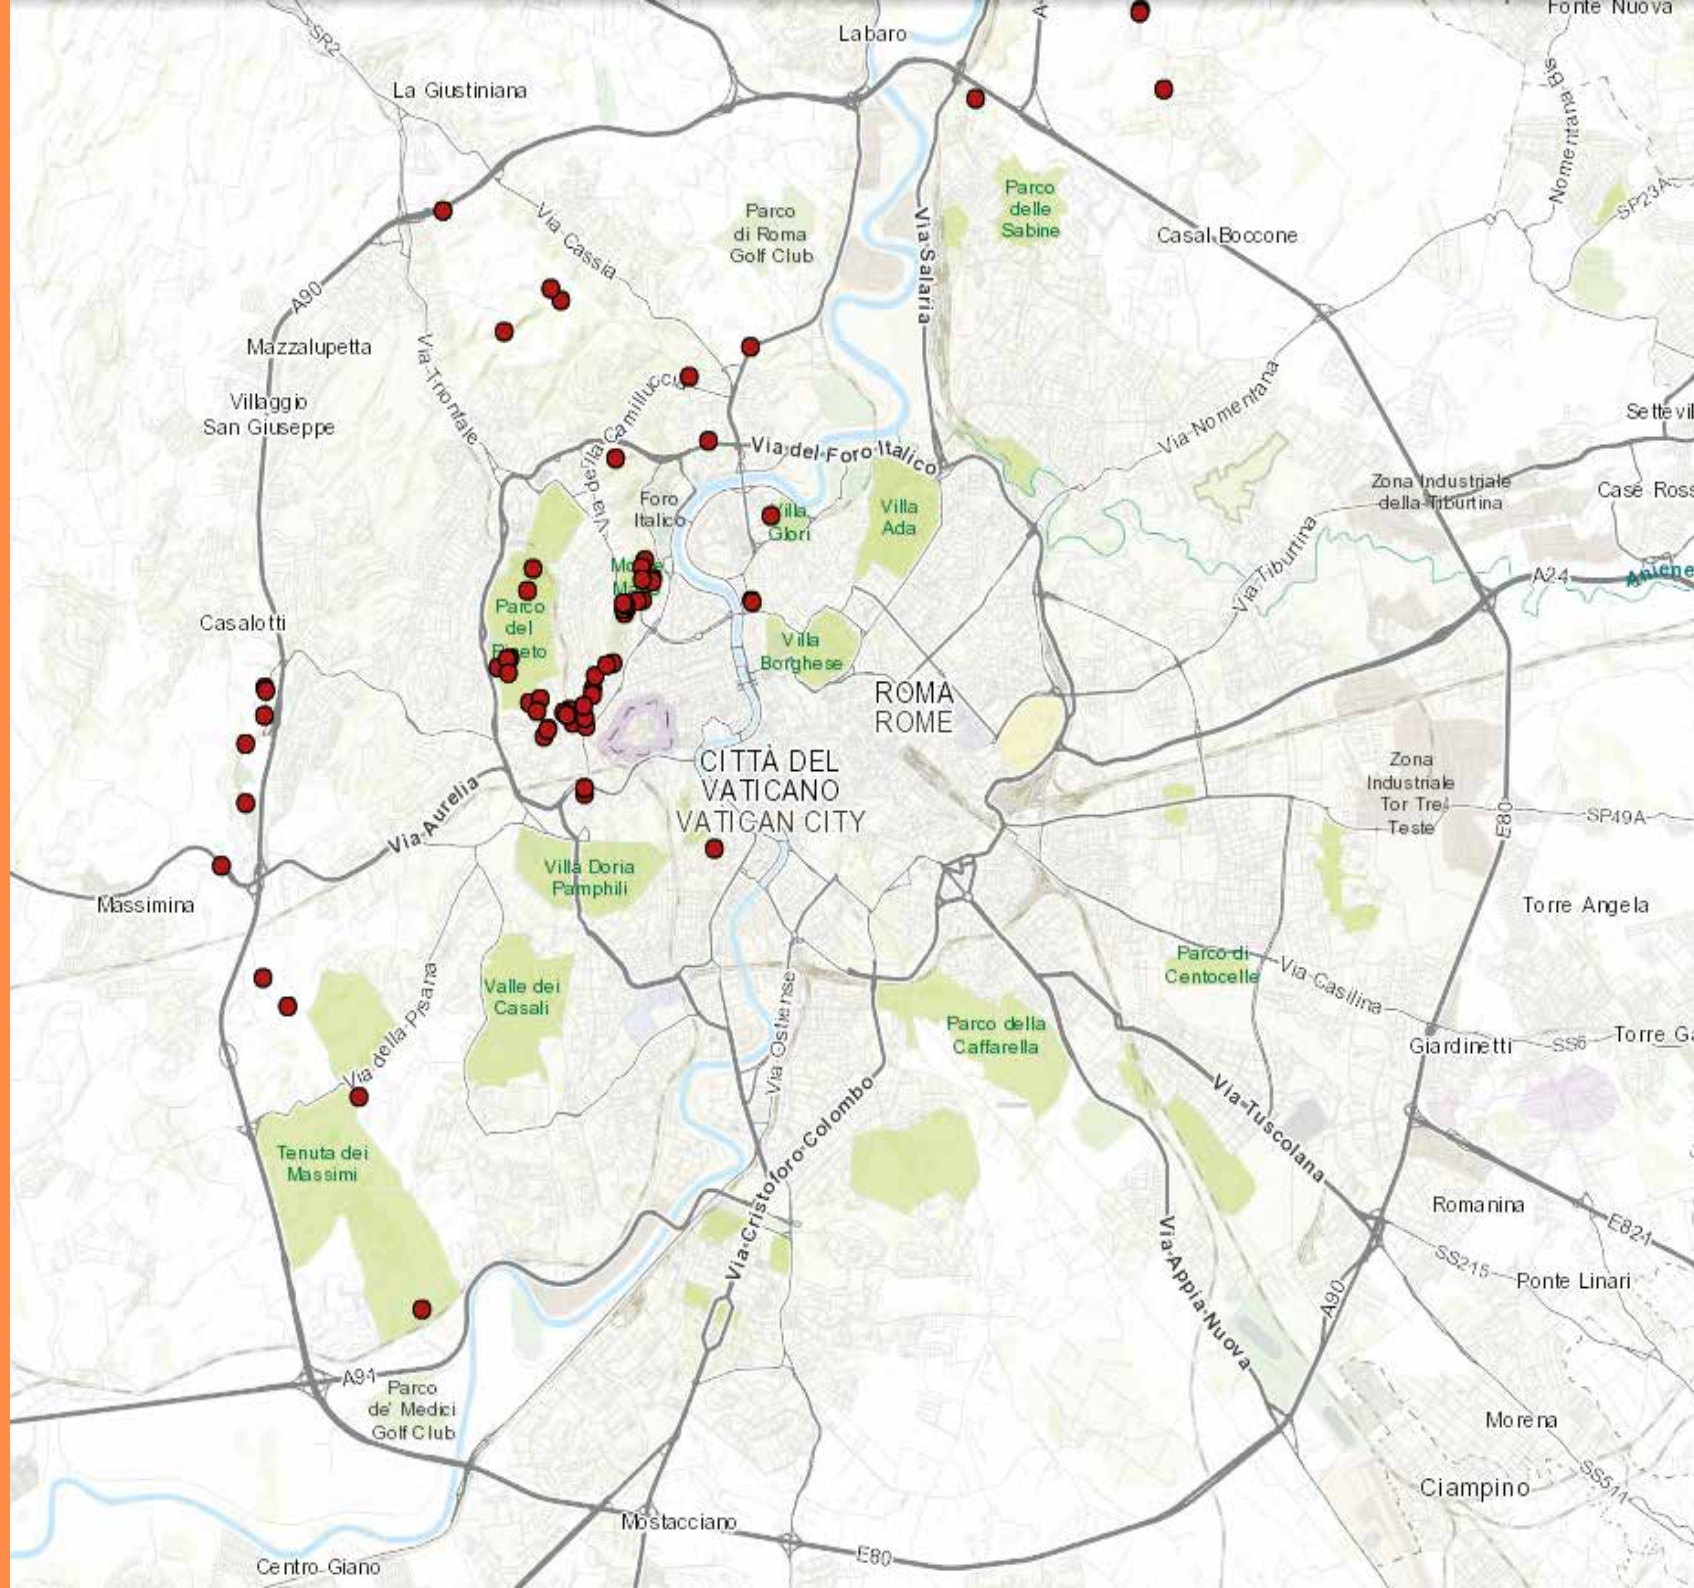 Fonte Nuova
Labaro
SR2
La Giustiniana
Nomentana Bis
SP23A
Parco
delle
Sabine
Parco
di Roma
Golf Club
Via Cassia
Via Salaria
Casal Boccone
A90
Mazzalupetta
Via Trionfale
Villaggio
San Giuseppe
Via della Camilluccia
Via Nomentana
Via del Foro Italico
Zona Industriale
della Tiburtina
Foro
Italico
Villa
Glori
Villa
Ada
Via Tiburtina
A24
Aniene
Parco
del
Casalotti
Villa
Borghese
ROMA
ROME
CITTÀ DEL
VATICANO
VATICAN CITY
Zona
Industriale
Tor Tre
Teste
E80
SP49A
Via Aurelia
Villa Doria
Pamphili
Massimina
Torre Angela
Parco di
Centocelle
Via Casilina
Valle dei
Casali
Via della Pisana
Via Ostiense
Parco della
Caffarella
Giardinetti
SS6
Via Tuscolana
Via Cristoforo Colombo
Tenuta dei
Massimi
Romanina
E821
SS215
Ponte Linari
Via Appia Nuova
A90
A91
Parco
de' Medici
Golf Club
Morena
Ciampino
SS511
Mostacciano
E80
Centro Giano